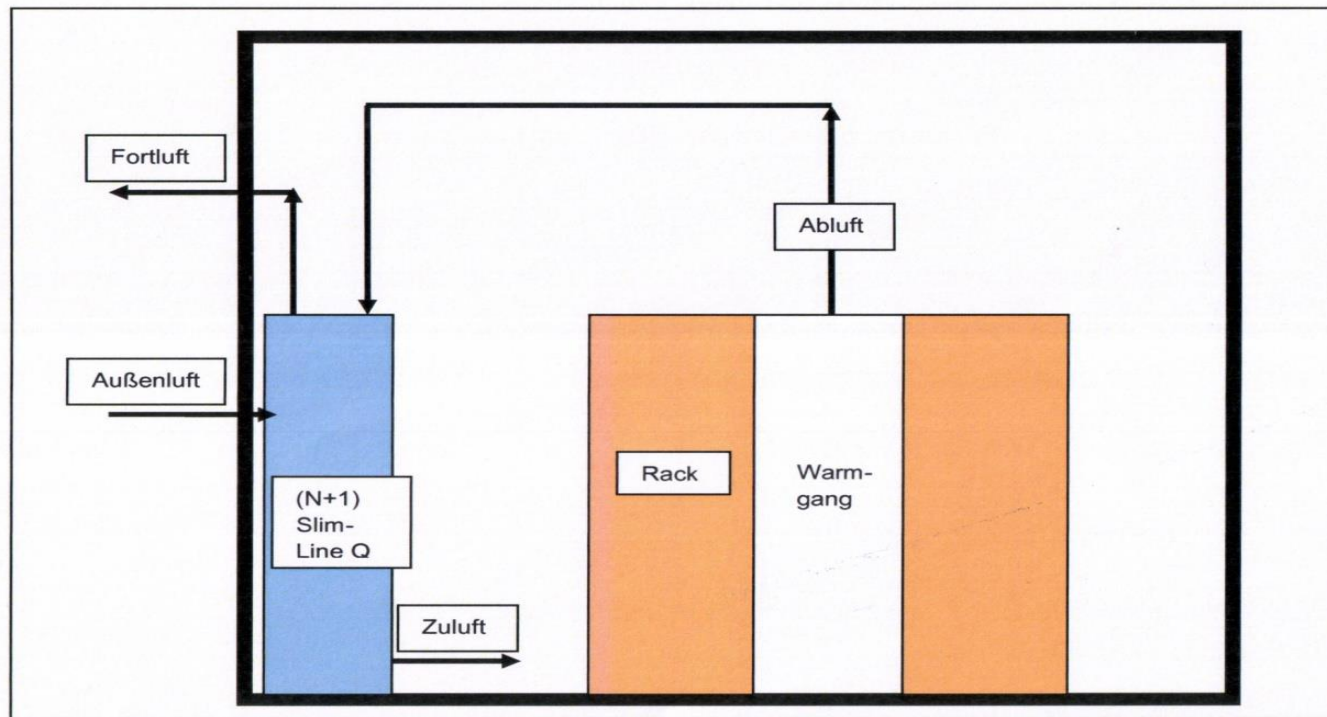 Fortluft
Abluft
Außenluft
(N+1)
Slim-
Line Q
Rack
Warm-
gang
Zuluft